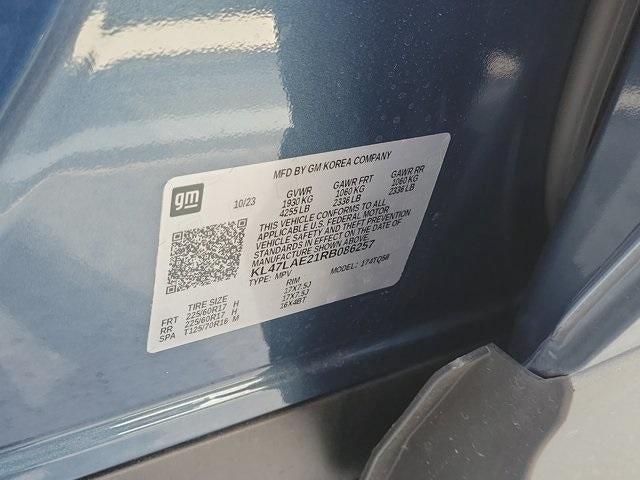 MFD BY GM KOREA COMPANY
gm 10/23 GVWR GAWR FRT GAWR RR
1930 KG 1060 KG 1060 KG
4255 LB 2336 LB 2336 LB
THIS VEHICLE CONFORMS TO ALL
APPLICABLE U.S. FEDERAL MOTOR
VEHICLE SAFETY AND THEFT PREVENTION
STANDARDS IN EFFECT ON THE DATE OF
MANUFACTURE SHOWN ABOVE.
KL47LAE21RB086257
TYPE: MPV MODEL: 174TQ58
TIRE SIZE RIM
FRT 225/60R17 H 17X7.5J
RR 225/60R17 H 17X7.5J
SPA T125/70R16 M 16X4BT